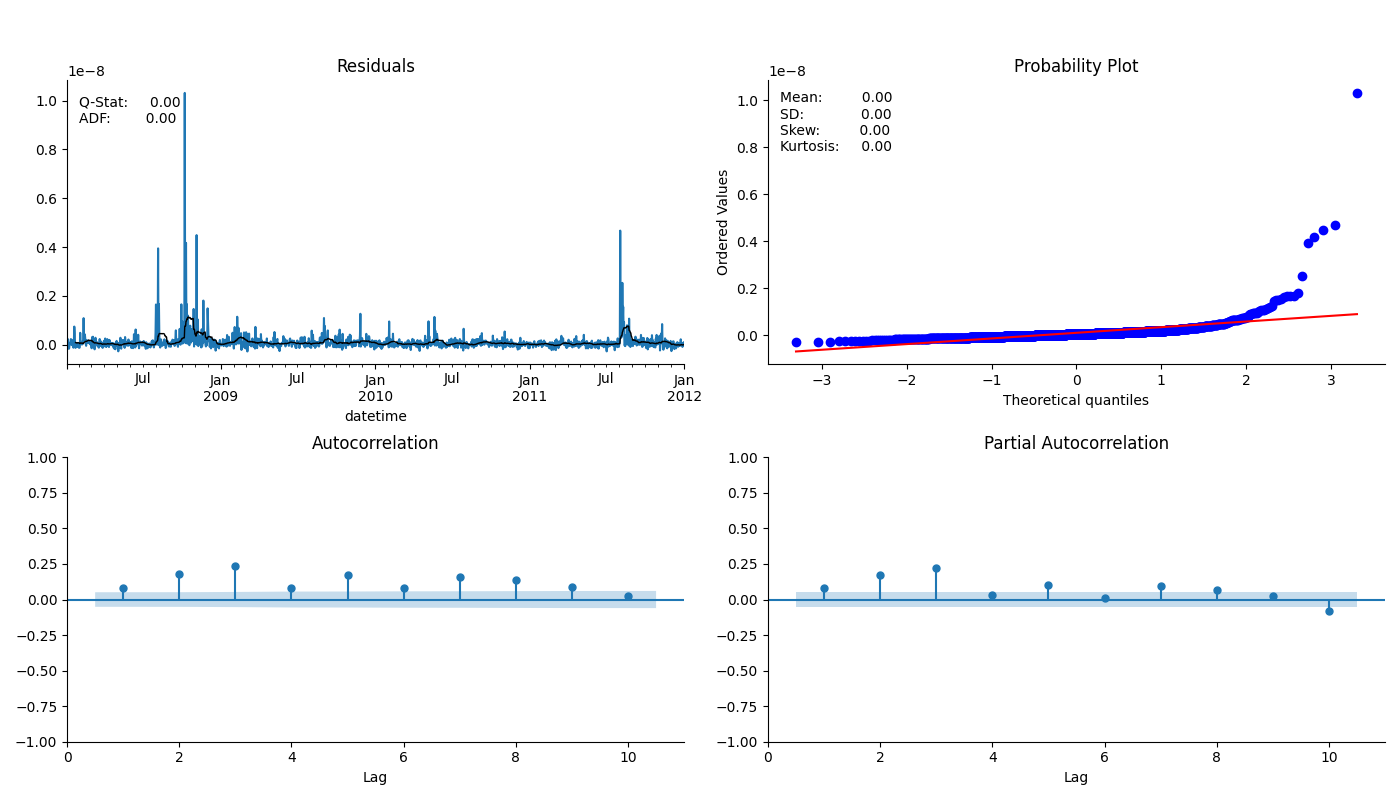 Residuals
1e−8
Q-Stat: 0.00
ADF: 0.00
1.0
0.8
0.6
0.4
0.2
0.0
Jul Jan Jul Jan Jul Jan Jul Jan
2009 2010 2011 2012
datetime
Probability Plot
1e−8
Mean: 0.00
SD: 0.00
Skew: 0.00
Kurtosis: 0.00
1.0
0.8
0.6
0.4
0.2
0.0
Ordered Values
−3 −2 −1 0 1 2 3
Theoretical quantiles
Autocorrelation
1.00
0.75
0.50
0.25
0.00
−0.25
−0.50
−0.75
−1.00
0 2 4 6 8 10
Lag
Partial Autocorrelation
1.00
0.75
0.50
0.25
0.00
−0.25
−0.50
−0.75
−1.00
0 2 4 6 8 10
Lag